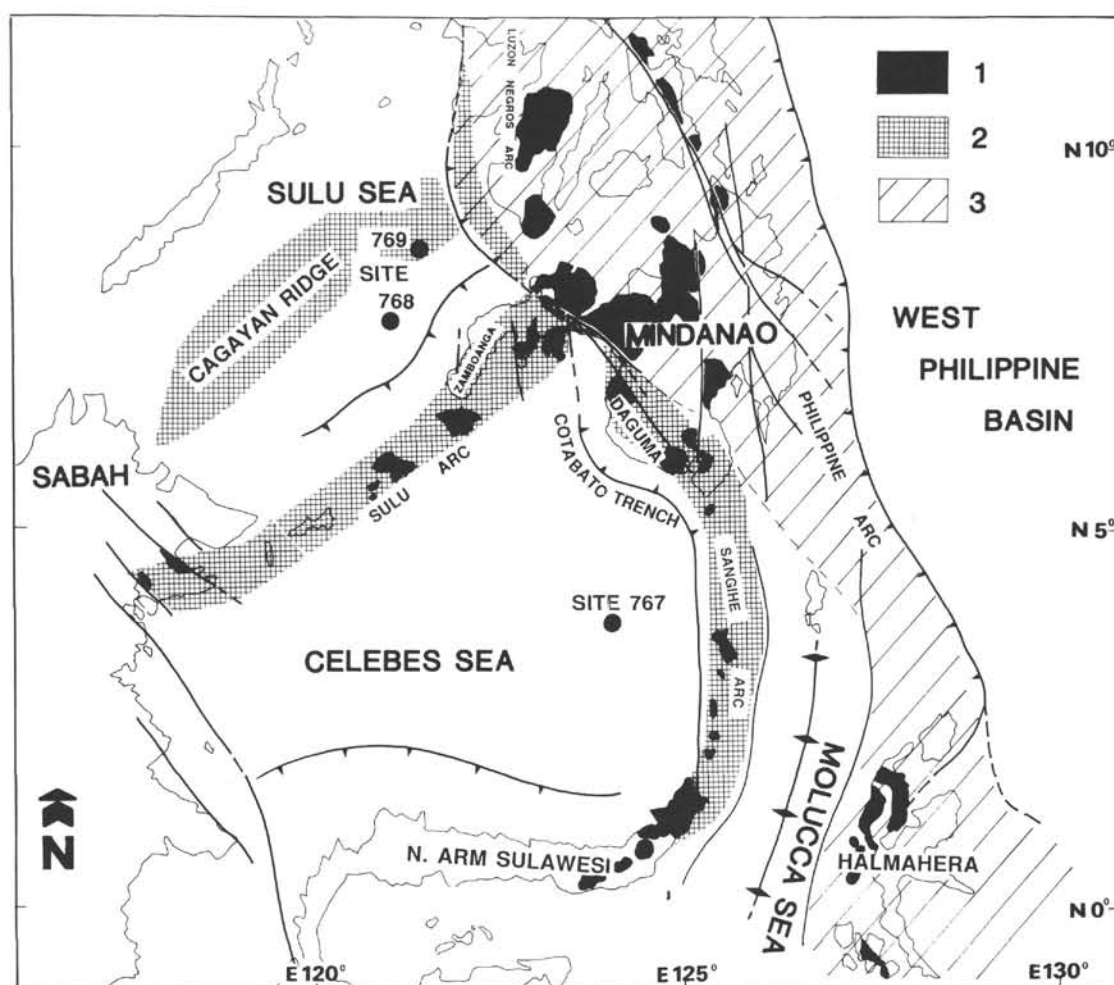 LUZON NEGROS ARC
1
2
3
N 10°
SULU SEA
769
SITE
768
CAGAYAN RIDGE
ZAMBOANGA
MINDANAO
WEST
PHILIPPINE
BASIN
DAGUMA
PHILIPPINE
ARC
COTABATO TRENCH
SABAH
SULU ARC
N 5°
SANGIHE
ARC
SITE 767
CELEBES SEA
MOLUCCA SEA
N
N. ARM SULAWESI
HALMAHERA
N 0°
E 120°
E 125°
E 130°